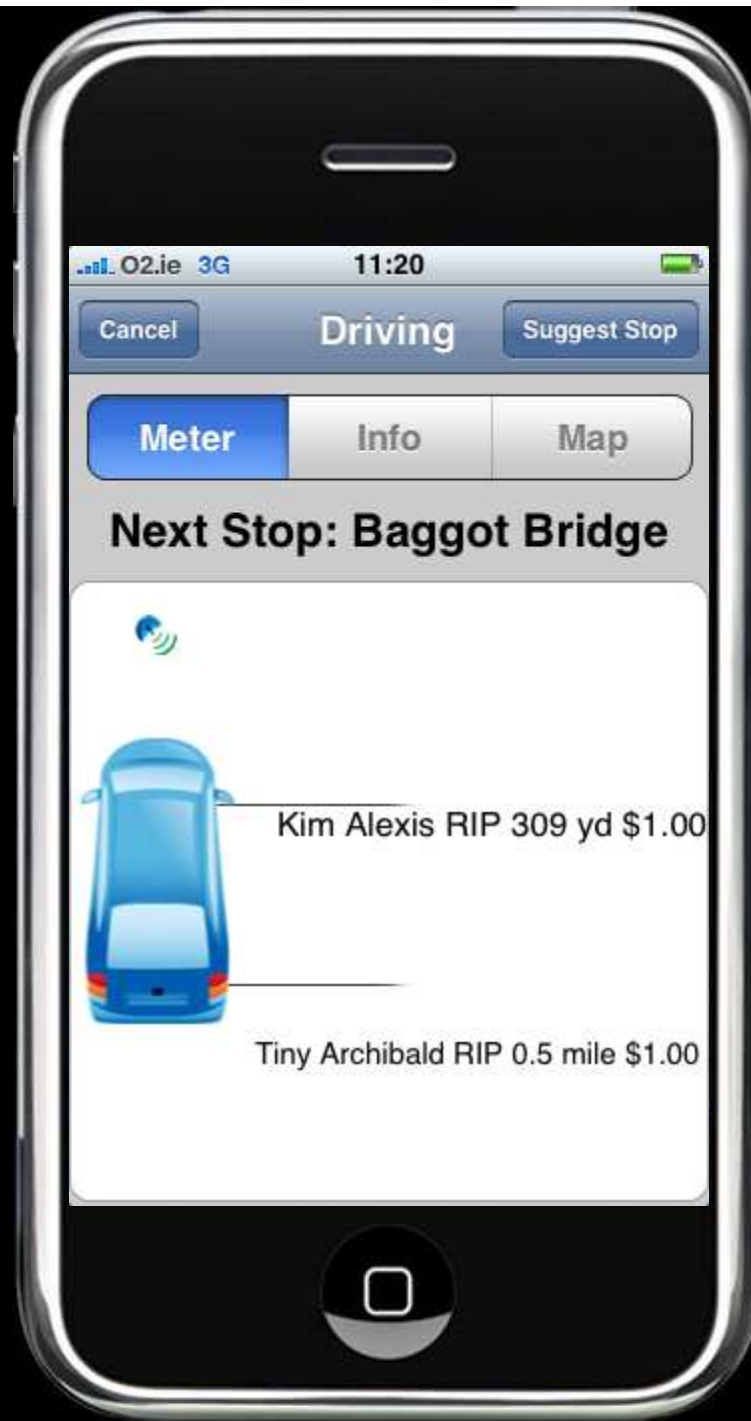 O2.ie 3G 11:20
Cancel Driving Suggest Stop
Meter Info Map
Next Stop: Baggot Bridge
Kim Alexis RIP 309 yd $1.00
Tiny Archibald RIP 0.5 mile $1.00